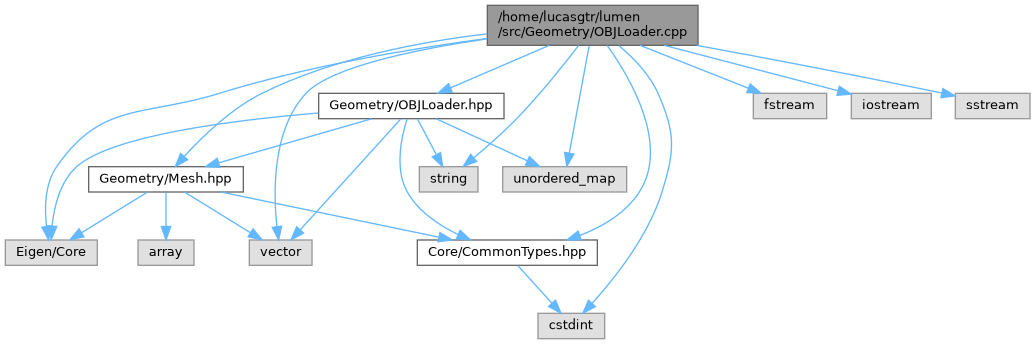 /home/lucasgtr/lumen
/src/Geometry/OBJLoader.cpp
Geometry/OBJLoader.hpp
fstream
iostream
sstream
Geometry/Mesh.hpp
string
unordered_map
Eigen/Core
array
vector
Core/CommonTypes.hpp
cstdint